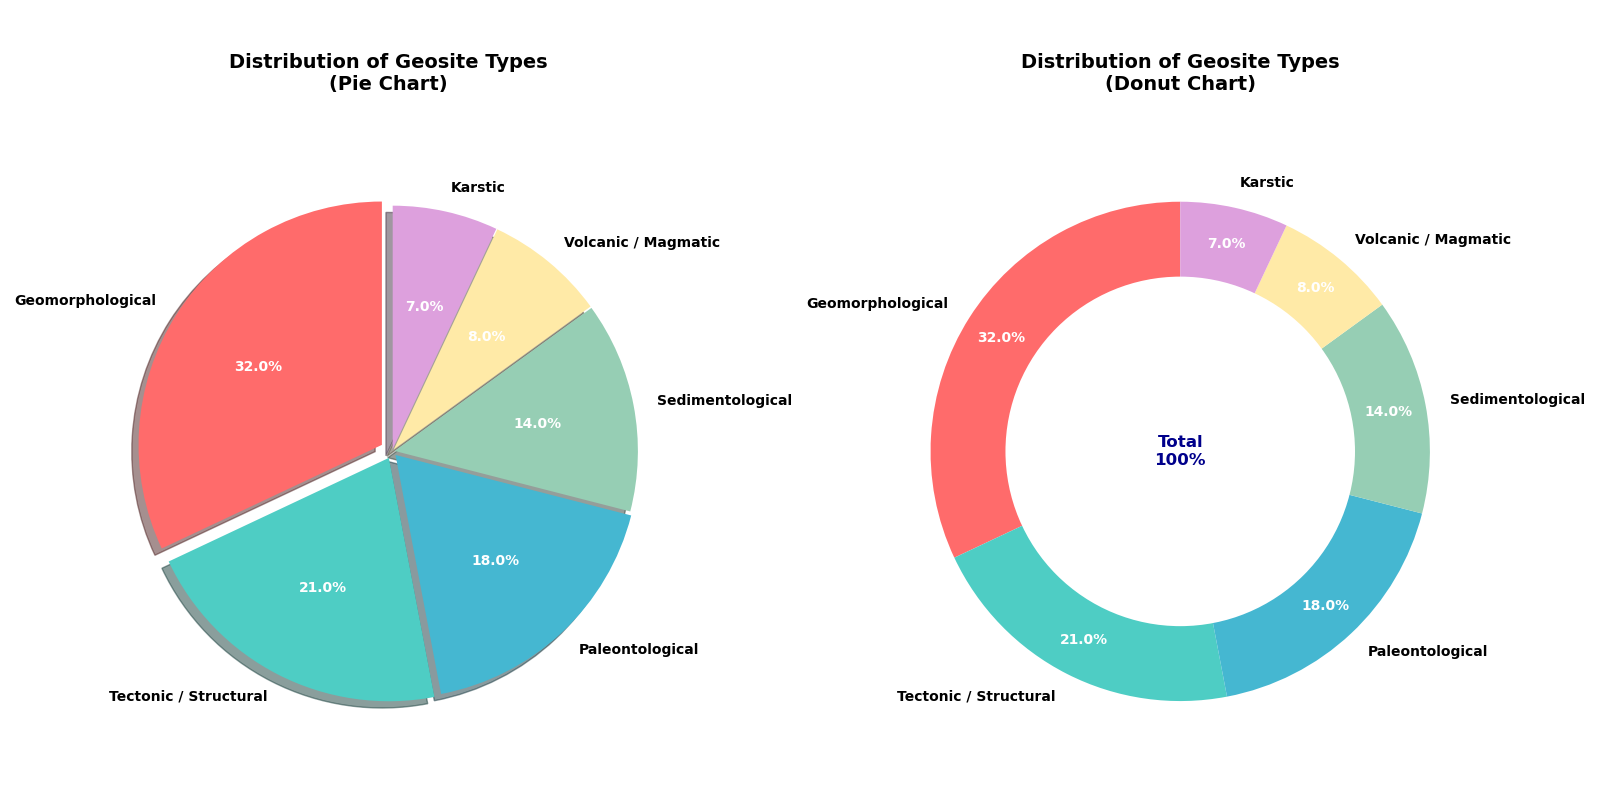 Distribution of Geosite Types
(Pie Chart)
Karstic
Volcanic / Magmatic
Geomorphological
7.0%
8.0%
32.0%
Sedimentological
14.0%
18.0%
21.0%
Paleontological
Tectonic / Structural
Distribution of Geosite Types
(Donut Chart)
Karstic
Volcanic / Magmatic
7.0%
8.0%
Geomorphological
32.0%
Sedimentological
14.0%
Total
100%
18.0%
21.0%
Paleontological
Tectonic / Structural